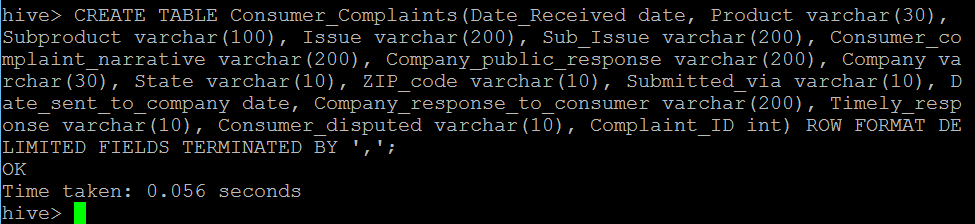 hive> CREATE TABLE Consumer_Complaints(Date_Received date, Product varchar(30),
Subproduct varchar(100), Issue varchar(200), Sub_Issue varchar(200), Consumer_co
mplaint_narrative varchar(200), Company_public_response varchar(200), Company va
rchar(30), State varchar(10), ZIP_code varchar(10), Submitted_via varchar(10), D
ate_sent_to_company date, Company_response_to_consumer varchar(200), Timely_resp
onse varchar(10), Consumer_disputed varchar(10), Complaint_ID int) ROW FORMAT DE
LIMITED FIELDS TERMINATED BY ',';
OK
Time taken: 0.056 seconds
hive>